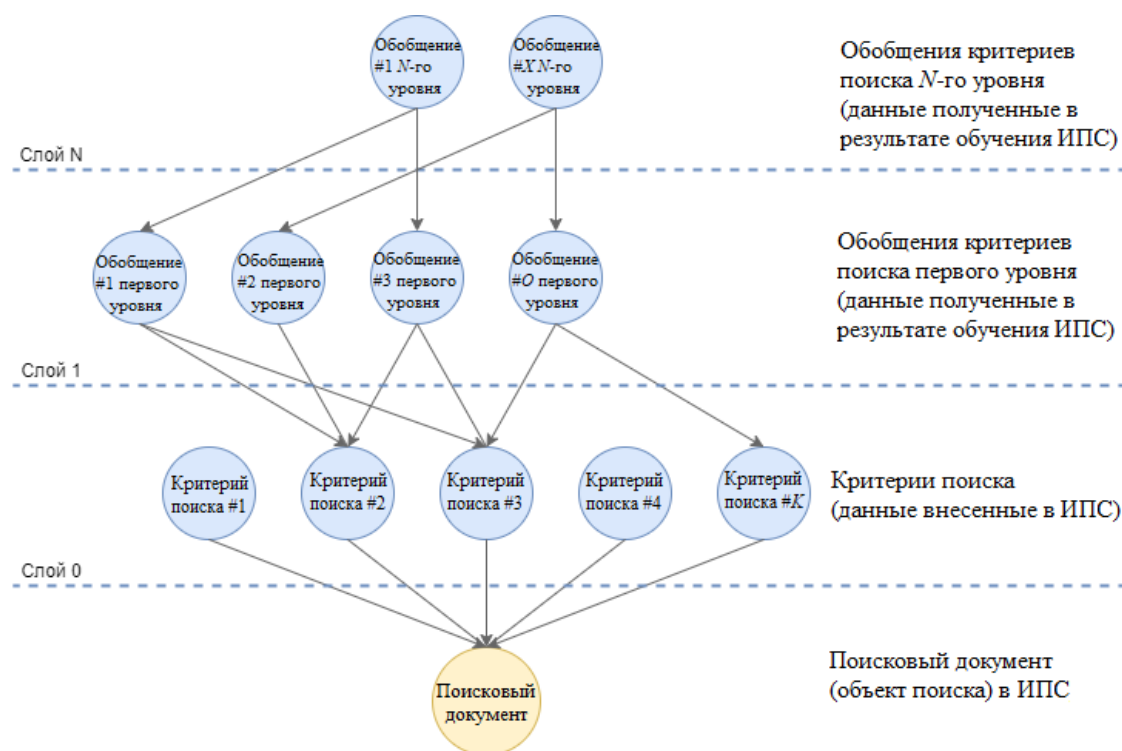 Обобщение
#1 N-го
уровня
Обобщение
#X N-го
уровня
Обобщения критериев
поиска N-го уровня
(данные полученные в
результате обучения ИПС)
Слой N
Обобщение
#1 первого
уровня
Обобщение
#2 первого
уровня
Обобщение
#3 первого
уровня
Обобщение
#O первого
уровня
Обобщения критериев
поиска первого уровня
(данные полученные в
результате обучения ИПС)
Слой 1
Критерий
поиска #1
Критерий
поиска #2
Критерий
поиска #3
Критерий
поиска #4
Критерий
поиска #K
Критерии поиска
(данные внесенные в ИПС)
Слой 0
Поисковый
документ
Поисковый документ
(объект поиска) в ИПС